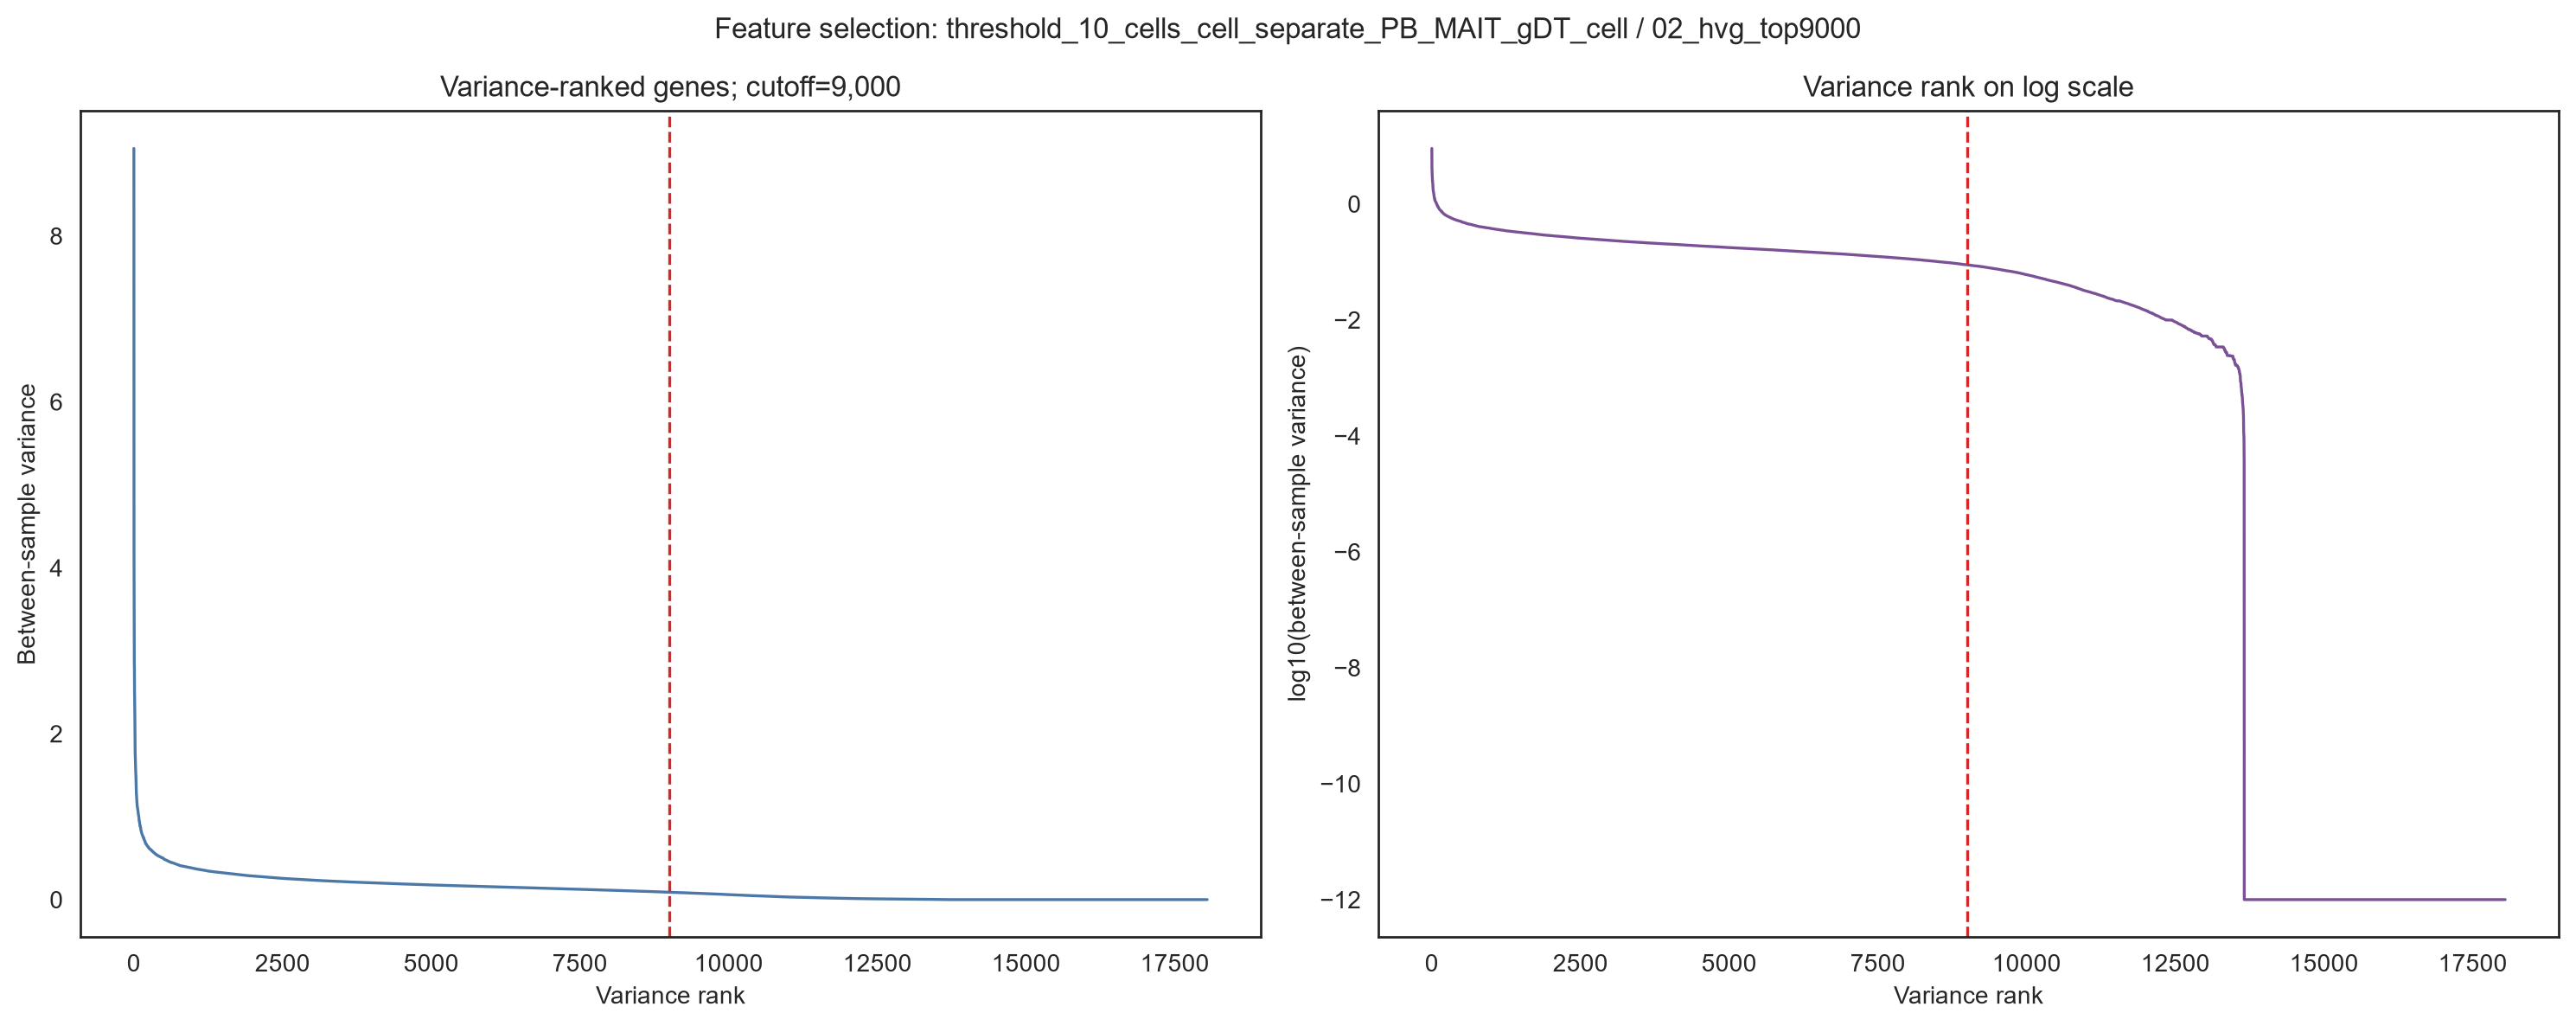 Feature selection: threshold_10_cells_cell_separate_PB_MAIT_gDT_cell / 02_hvg_top9000
Variance-ranked genes; cutoff=9,000
Between-sample variance
8
6
4
2
0
0 2500 5000 7500 10000 12500 15000 17500
Variance rank
Variance rank on log scale
log10(between-sample variance)
0
−2
−4
−6
−8
−10
−12
0 2500 5000 7500 10000 12500 15000 17500
Variance rank